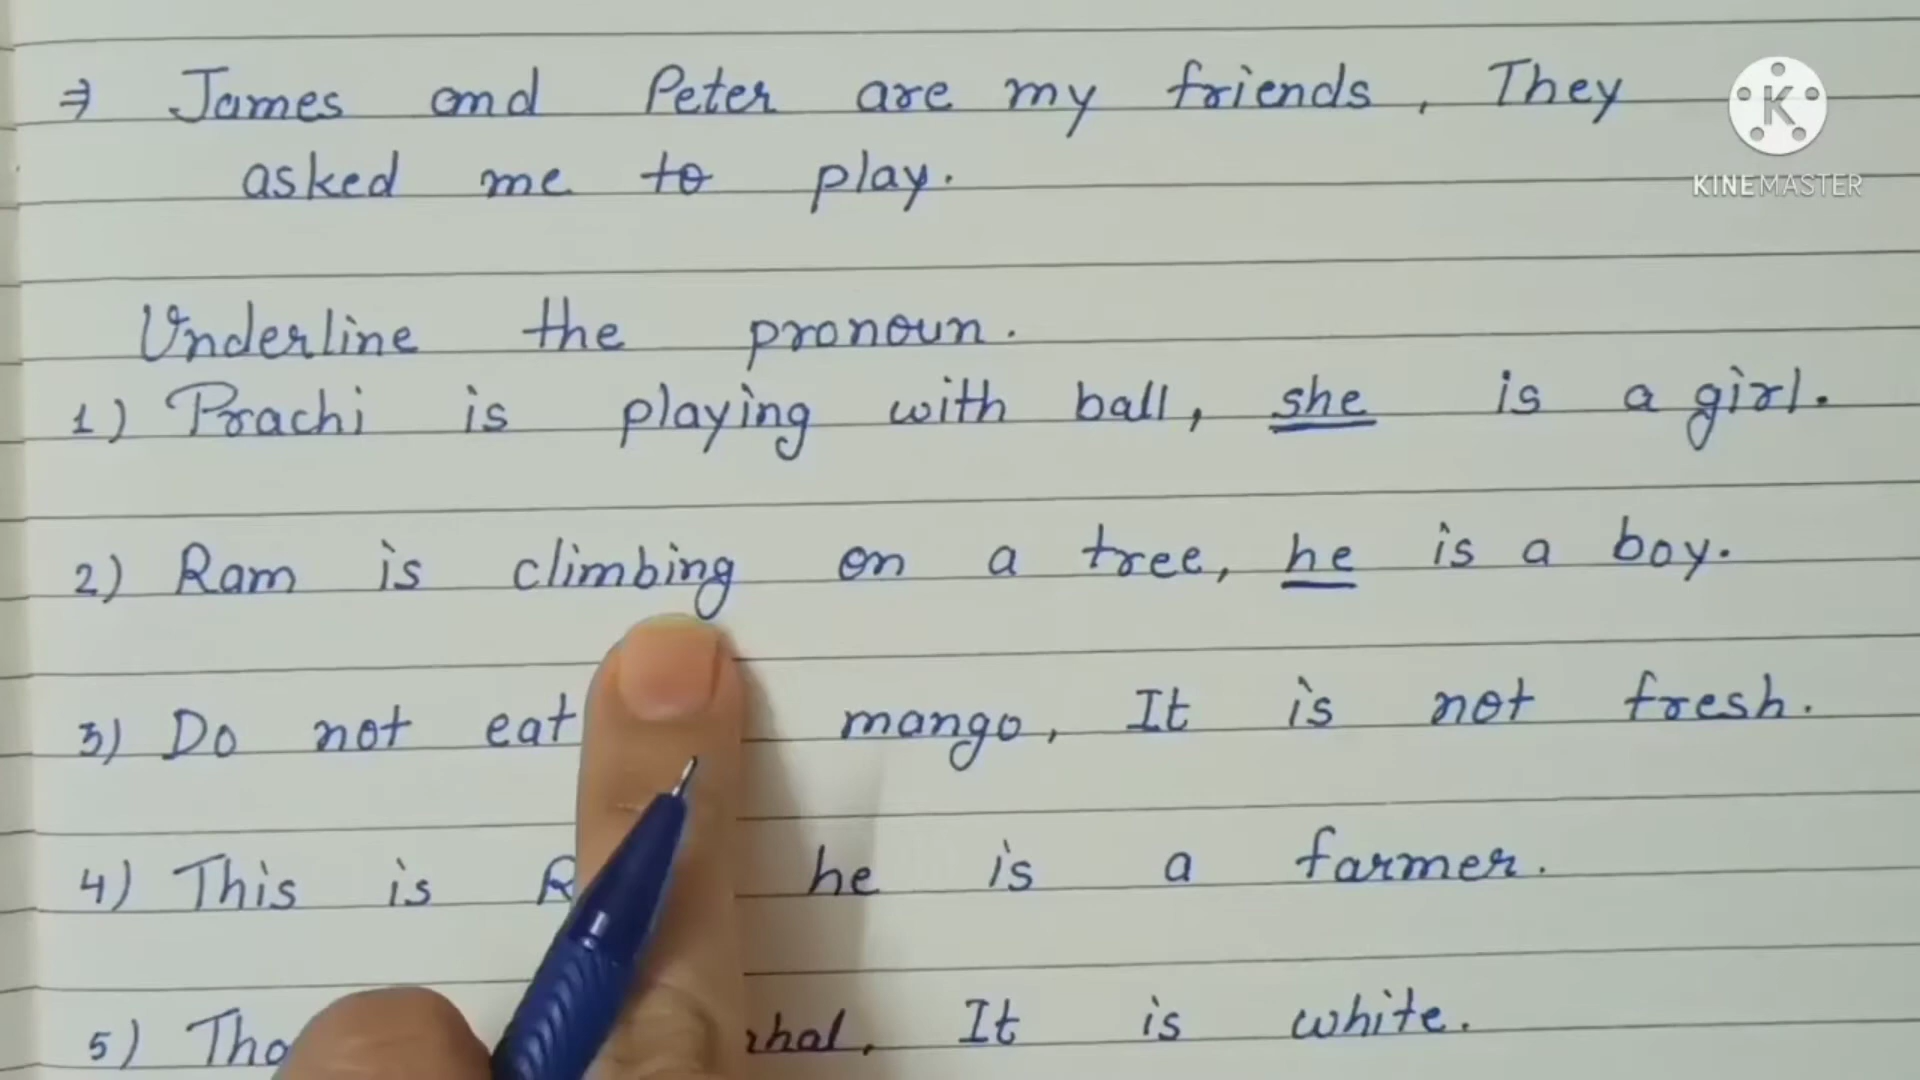 ⇒ James and Peter are my friends, They
K
KINEMASTER
asked me to play.
Underline the pronoun.
1) Prachi is playing with ball, she is a girl.
2) Ram is climbing on a tree, he is a boy.
3) Do not eat mango, It is not fresh.
4) This is he is a farmer.
5) It is white.